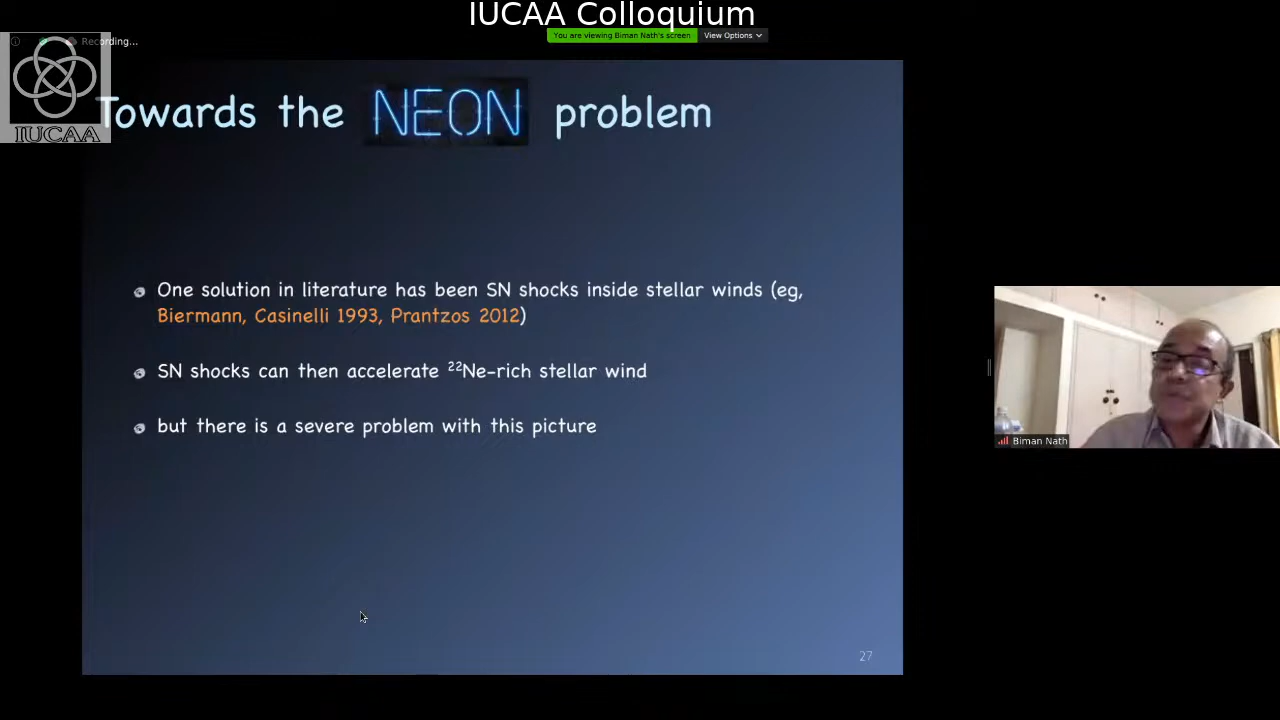 IUCAA Colloquium
Recording...
You are viewing Biman Nath's screen View Options
IUCAA
Towards the NEON problem
One solution in literature has been SN shocks inside stellar winds (eg,
Biermann, Casinelli 1993, Prantzos 2012)
SN shocks can then accelerate ²²Ne-rich stellar wind
but there is a severe problem with this picture
Biman Nath
27